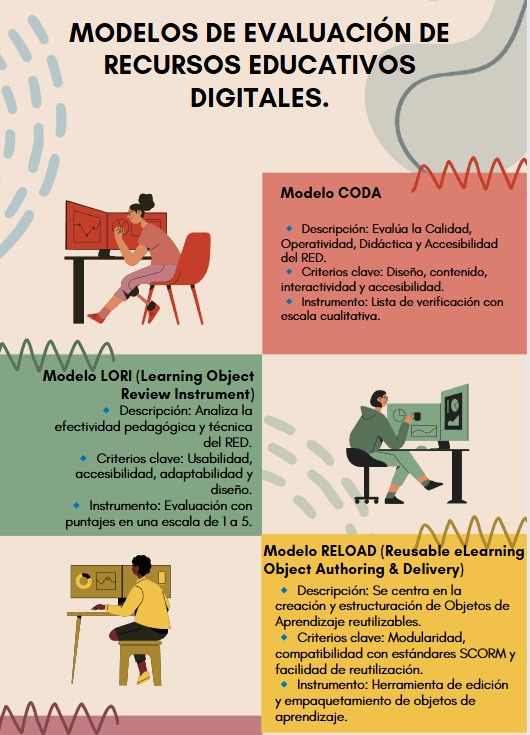 MODELOS DE EVALUACIÓN DE
RECURSOS EDUCATIVOS
DIGITALES.
Modelo CODA
🔹 Descripción: Evalúa la Calidad,
Operatividad, Didáctica y Accesibilidad
del RED.
🔹 Criterios clave: Diseño, contenido,
interactividad y accesibilidad.
🔹 Instrumento: Lista de verificación con
escala cualitativa.
Modelo LORI (Learning Object
Review Instrument)
🔹 Descripción: Analiza la
efectividad pedagógica y técnica
del RED.
🔹 Criterios clave: Usabilidad,
accesibilidad, adaptabilidad y
diseño.
🔹 Instrumento: Evaluación con
puntajes en una escala de 1 a 5.
Modelo RELOAD (Reusable eLearning
Object Authoring & Delivery)
🔹 Descripción: Se centra en la
creación y estructuración de Objetos de
Aprendizaje reutilizables.
🔹 Criterios clave: Modularidad,
compatibilidad con estándares SCORM y
facilidad de reutilización.
🔹 Instrumento: Herramienta de edición
y empaquetamiento de objetos de
aprendizaje.